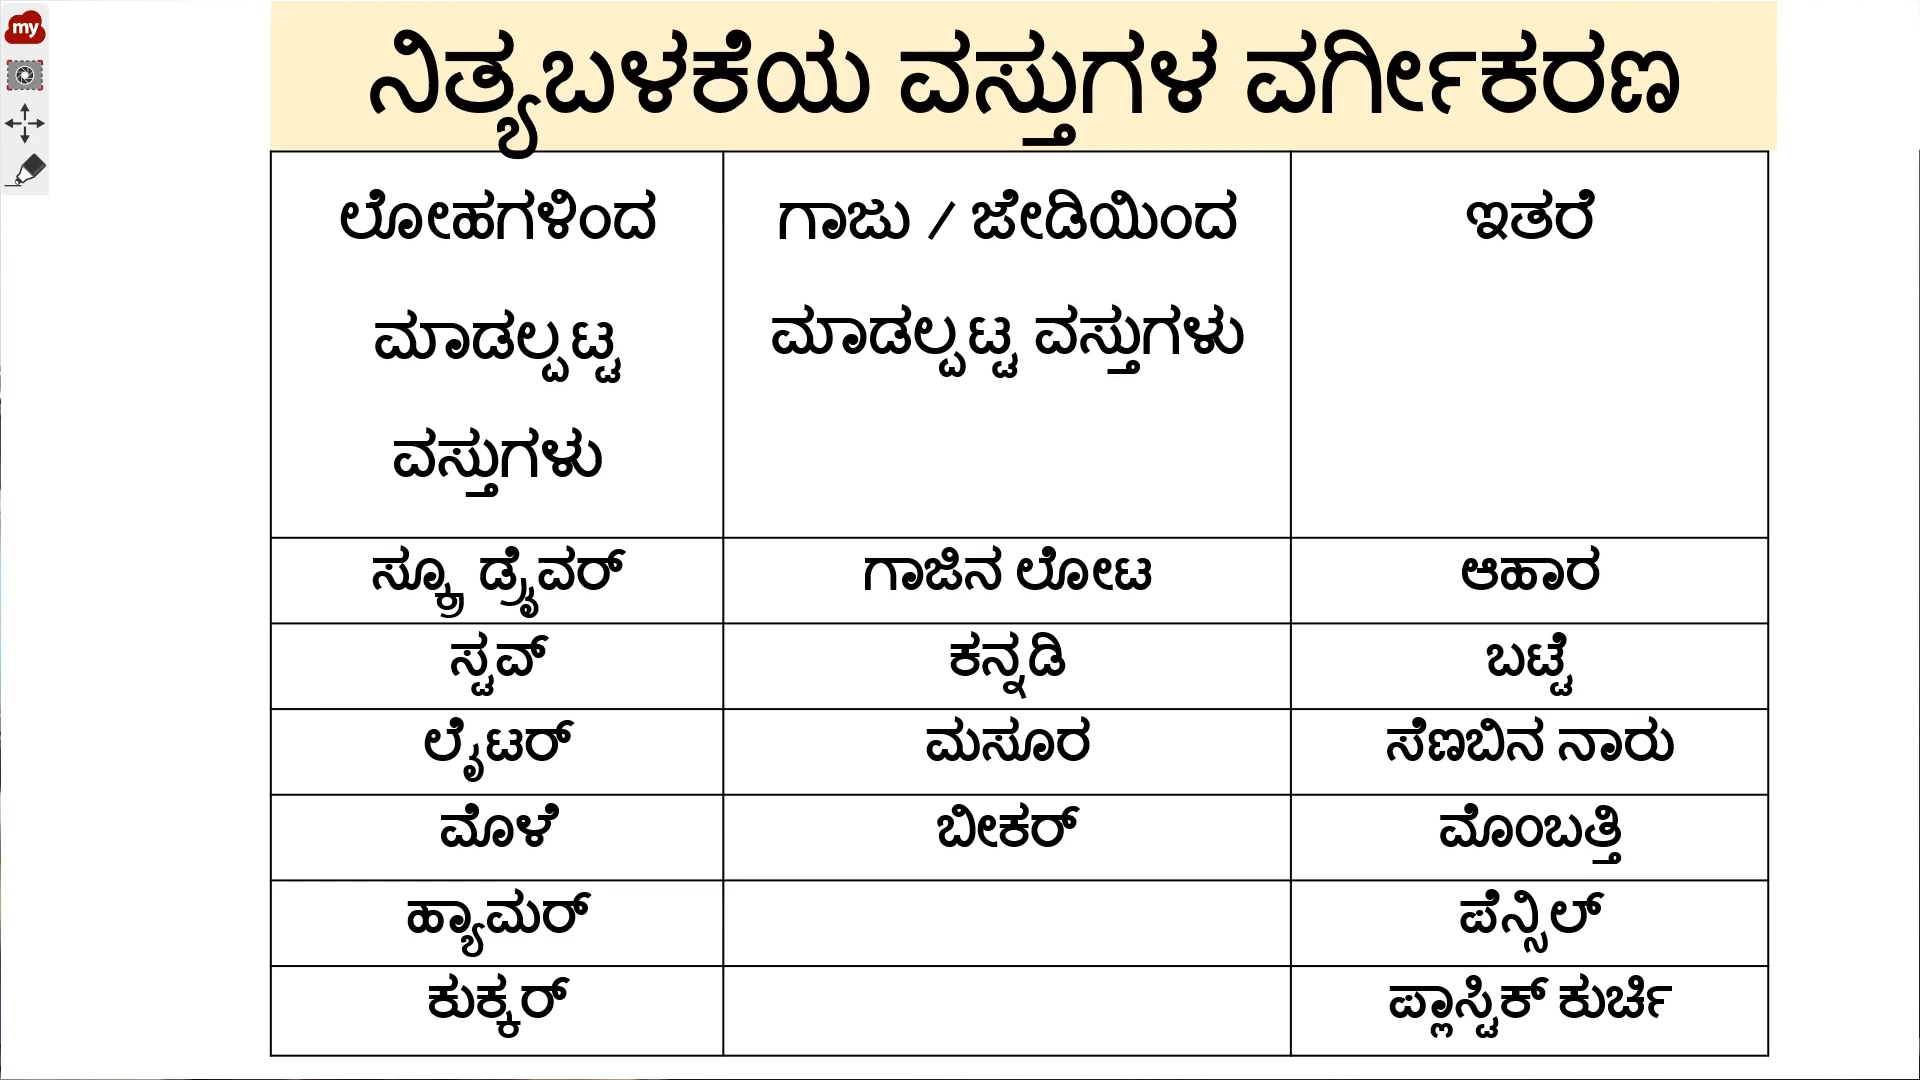 my
ನಿತ್ಯಬಳಕೆಯ ವಸ್ತುಗಳ ವರ್ಗೀಕರಣ
ಲೋಹಗಳಿಂದ
ಮಾಡಲ್ಪಟ್ಟ
ವಸ್ತುಗಳು
ಗಾಜು / ಜೇಡಿಯಿಂದ
ಮಾಡಲ್ಪಟ್ಟ ವಸ್ತುಗಳು
ಇತರೆ
ಸ್ಕ್ರೂ ಡ್ರೈವರ್ ಗಾಜಿನ ಲೋಟ ಆಹಾರ
ಸ್ಟವ್ ಕನ್ನಡಿ ಬಟ್ಟೆ
ಲೈಟರ್ ಮಸೂರ ಸೆಣಬಿನ ನಾರು
ಮೊಳೆ ಬೀಕರ್ ಮೊಂಬತ್ತಿ
ಹ್ಯಾಮರ್ ಪೆನ್ಸಿಲ್
ಕುಕ್ಕರ್ ಪ್ಲಾಸ್ಟಿಕ್ ಕುರ್ಚಿ